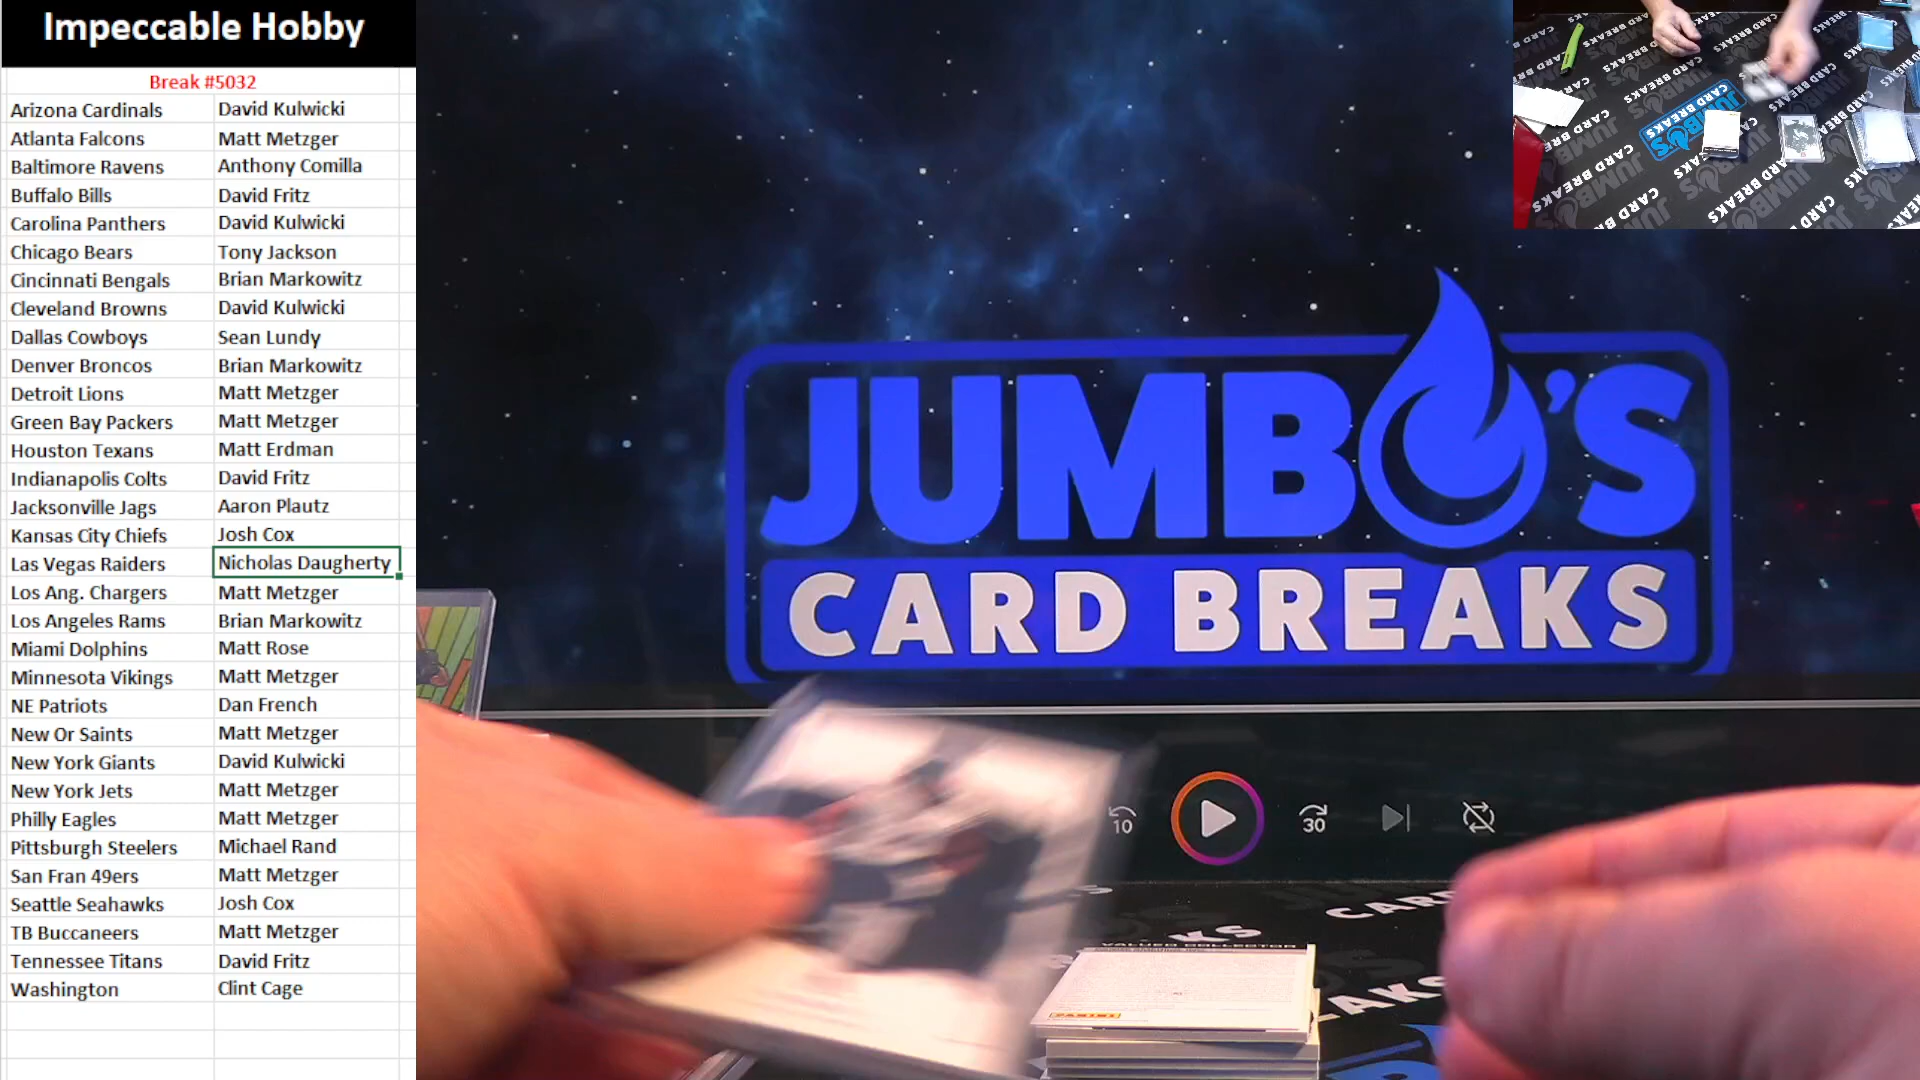 Impeccable Hobby
Break #5032
Arizona Cardinals David Kulwicki
Atlanta Falcons Matt Metzger
Baltimore Ravens Anthony Comilla
Buffalo Bills David Fritz
Carolina Panthers David Kulwicki
Chicago Bears Tony Jackson
Cincinnati Bengals Brian Markowitz
Cleveland Browns David Kulwicki
Dallas Cowboys Sean Lundy
Denver Broncos Brian Markowitz
Detroit Lions Matt Metzger
Green Bay Packers Matt Metzger
Houston Texans Matt Erdman
Indianapolis Colts David Fritz
Jacksonville Jags Aaron Plautz
Kansas City Chiefs Josh Cox
Las Vegas Raiders Nicholas Daugherty
Los Ang. Chargers Matt Metzger
Los Angeles Rams Brian Markowitz
Miami Dolphins Matt Rose
Minnesota Vikings Matt Metzger
NE Patriots Dan French
New Or Saints Matt Metzger
New York Giants David Kulwicki
New York Jets Matt Metzger
Philly Eagles Matt Metzger
Pittsburgh Steelers Michael Rand
San Fran 49ers Matt Metzger
Seattle Seahawks Josh Cox
TB Buccaneers Matt Metzger
Tennessee Titans David Fritz
Washington Clint Cage
JUMBO'S
CARD BREAKS
10
30
VALUED COLLECTOR
PANINI
JUMBO'S
CARD BREAKS